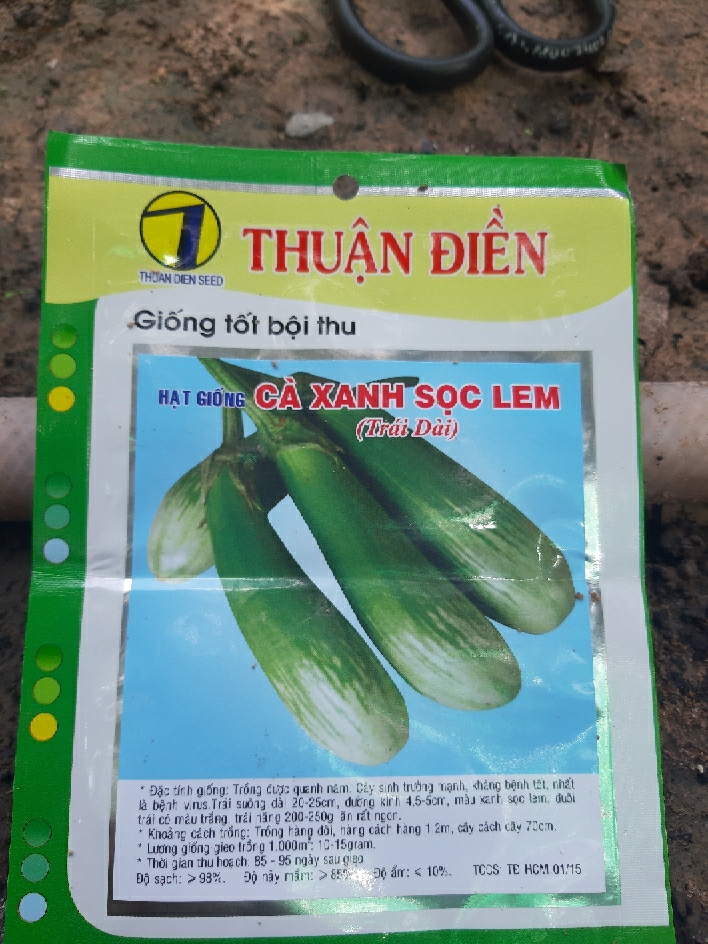 THUẬN ĐIỀN
THUAN DIEN SEED
Giống tốt bội thu
HẠT GIỐNG CÀ XANH SỌC LEM
(Trái Dài)
* Đặc tính giống: Trồng được quanh năm. Cây sinh trưởng mạnh, kháng bệnh tốt, nhất
là bệnh virus.Trái suông dài 20-25cm, đường kính 4,5-5cm, màu xanh sọc lem, đuôi
trái có màu trắng, trái nặng 200-250g, ăn rất ngon.
* Khoảng cách trồng: Trồng hàng đôi, hàng cách hàng 1,2m, cây cách cây 70cm.
* Lượng giống gieo trồng 1.000m²: 10-15gram.
* Thời gian thu hoạch: 85 - 95 ngày sau gieo
Độ sạch: > 98%. Độ nảy mầm: > 85% Độ ẩm: < 10%. TCCS: TĐ HCM 01/15